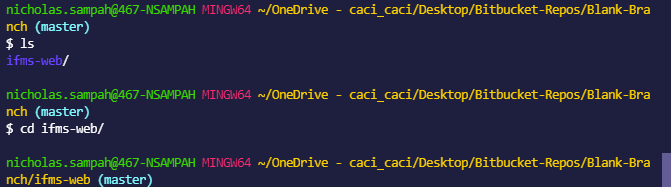 nicholas.sampah@467-NSAMPAH MINGW64 ~/OneDrive - caci_caci/Desktop/Bitbucket-Repos/Blank-Bra
nch (master)
$ ls
ifms-web/
nicholas.sampah@467-NSAMPAH MINGW64 ~/OneDrive - caci_caci/Desktop/Bitbucket-Repos/Blank-Bra
nch (master)
$ cd ifms-web/
nicholas.sampah@467-NSAMPAH MINGW64 ~/OneDrive - caci_caci/Desktop/Bitbucket-Repos/Blank-Bra
nch/ifms-web (master)